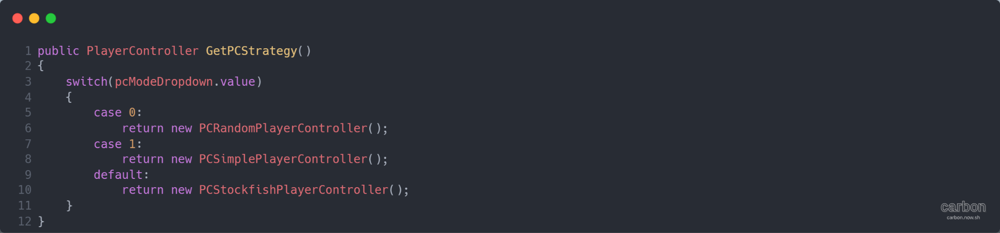 1 public PlayerController GetPCStrategy()
2 {
3     switch(pcModeDropdown.value)
4     {
5         case 0:
6             return new PCRandomPlayerController();
7         case 1:
8             return new PCSimplePlayerController();
9         default:
10             return new PCStockfishPlayerController();
11     }
12 }
carbon
carbon.now.sh